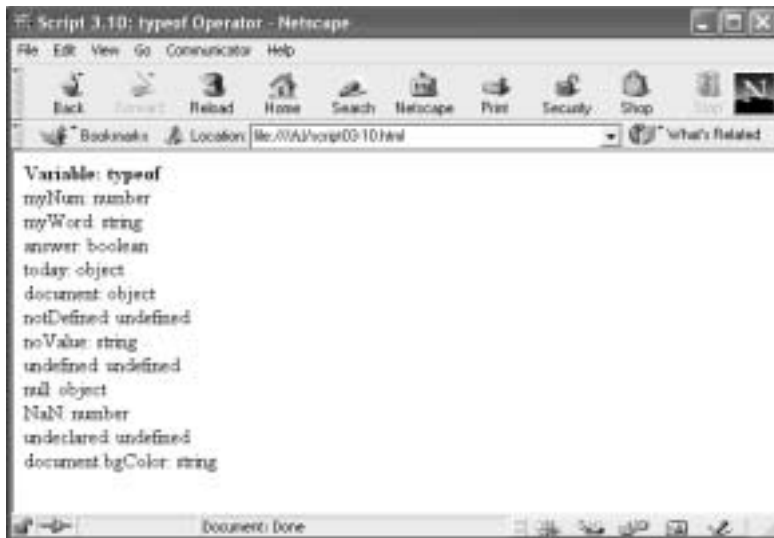 Script 3.10: typeof Operator - Netscape
File Edit View Go Communicator Help
Back Forward Reload Home Search Netscape Print Security Shop Stop
Bookmarks Location: file:///A|/script03-10.html What's Related
Variable: typeof
myNum: number
myWord: string
answer: boolean
today: object
document: object
notDefined: undefined
noValue: string
undefined: undefined
null: object
NaN: number
undeclared: undefined
document.bgColor: string
Document: Done